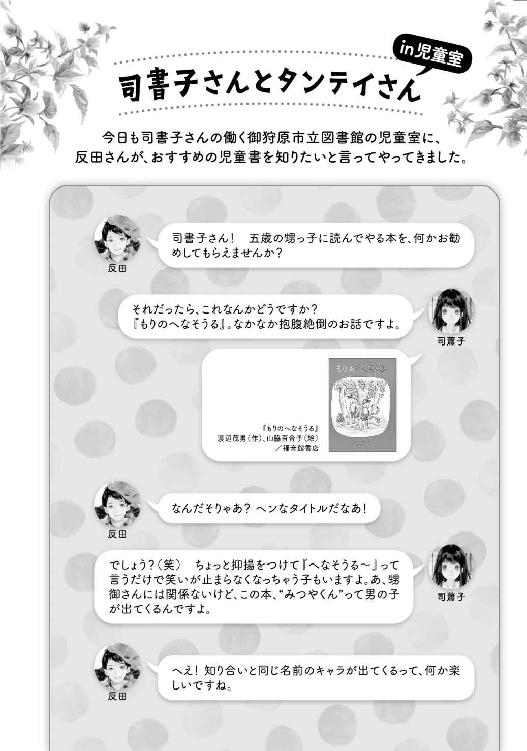 in児童室
司書子さんとタンテイさん
今日も司書子さんの働く御狩原市立図書館の児童室に、
反田さんが、おすすめの児童書を知りたいと言ってやってきました。
司書子さん!　五歳の甥っ子に読んでやる本を、何かお勧
めしてもらえませんか?
反田
それだったら、これなんかどうですか?
『もりのへなそうる』。なかなか抱腹絶倒のお話ですよ。
司書子
もりのへなそうる
『もりのへなそうる』
渡辺茂男(作)、山脇百合子(絵)
/福音館書店
なんだそりゃあ? ヘンなタイトルだなあ!
反田
でしょう?(笑)　ちょっと抑揚をつけて『へなそうる〜』って
言うだけで笑いが止まらなくなっちゃう子もいますよ。あ、甥
御さんには関係ないけど、この本、“みつやくん”って男の子
が出てくるんですよ。
司書子
へえ! 知り合いと同じ名前のキャラが出てくるって、何か楽
しいですね。
反田